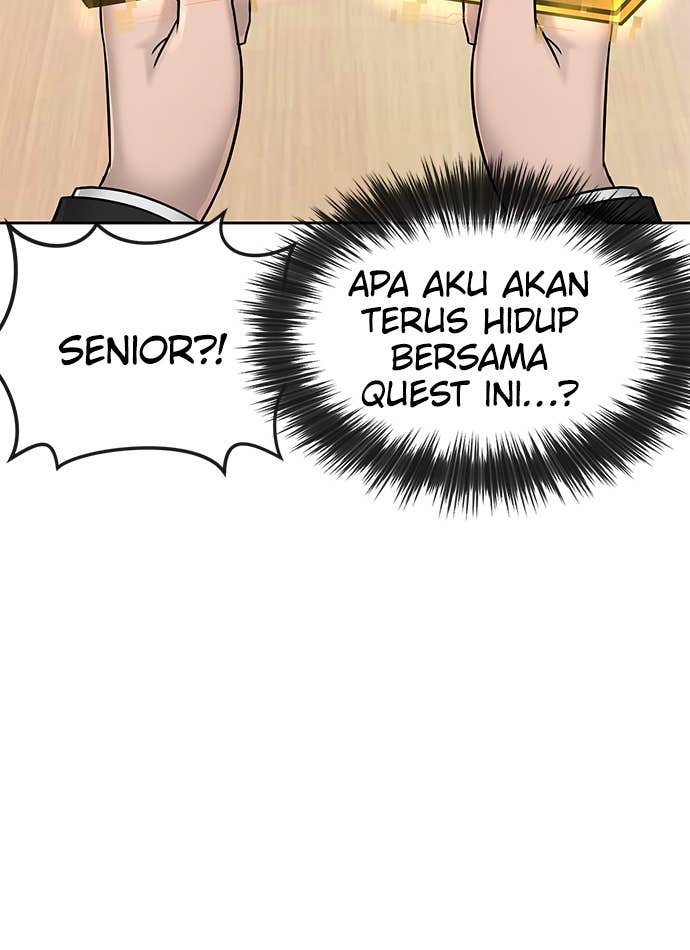 SENIOR?!
APA AKU AKAN
TERUS HIDUP
BERSAMA
QUEST INI...?